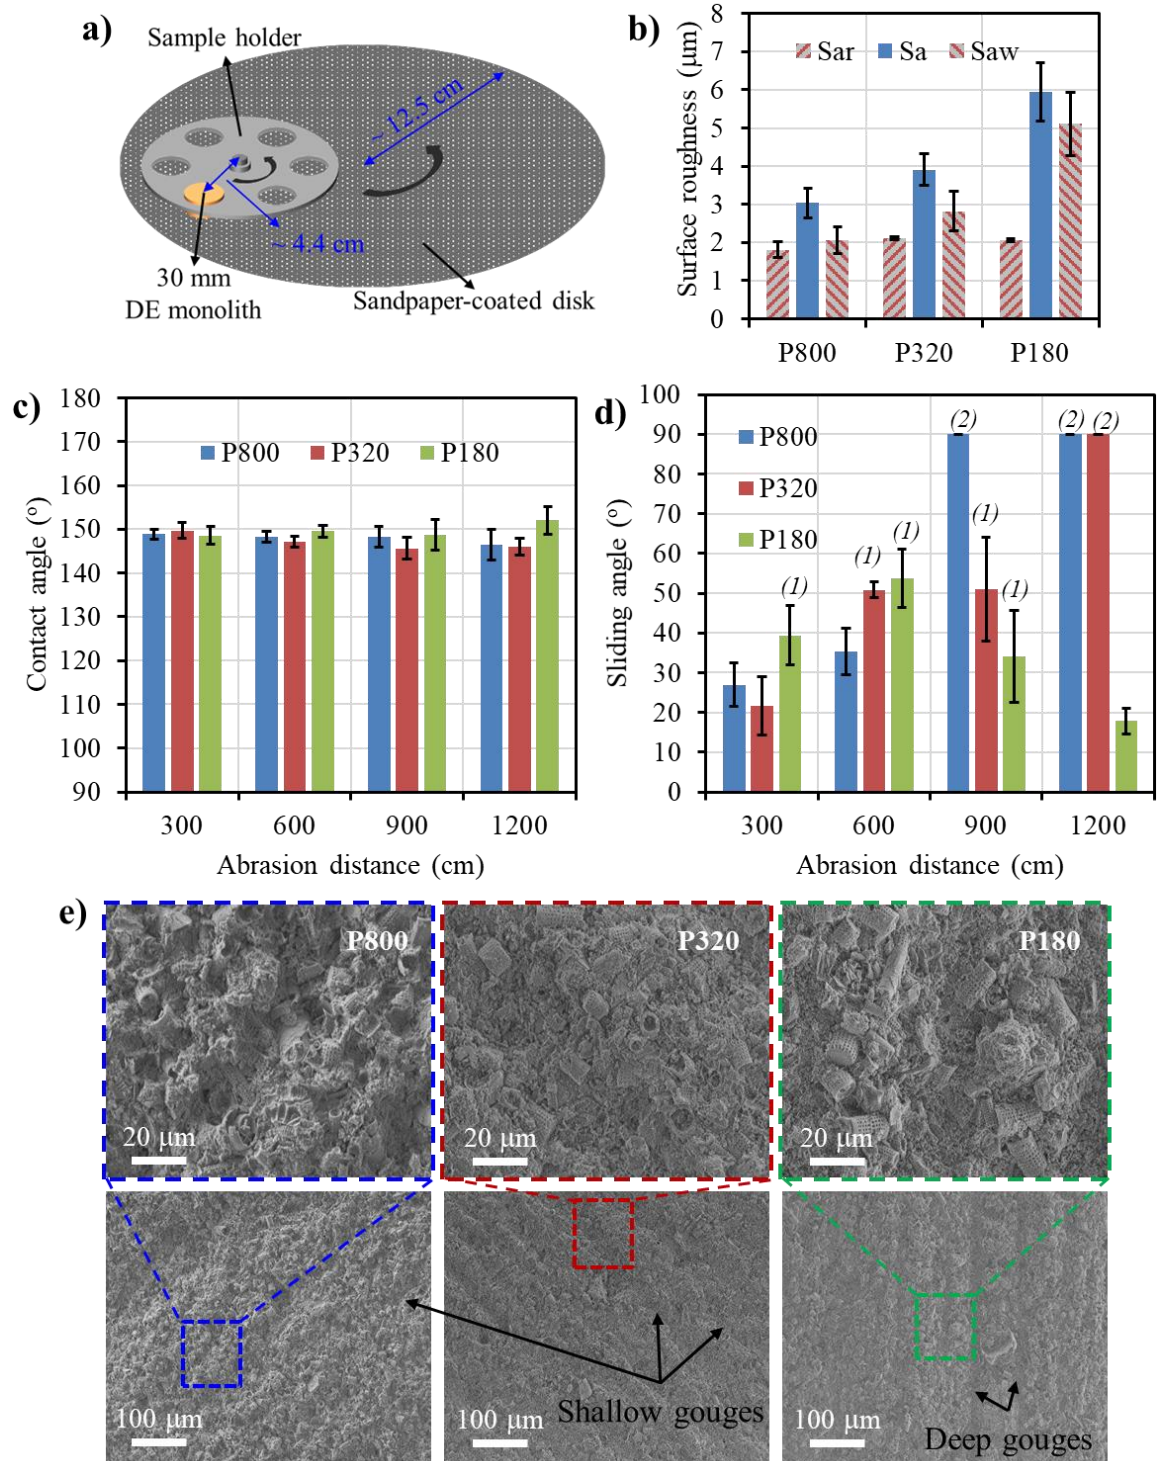 a)
Sample holder
~ 12.5 cm
~ 4.4 cm
30 mm
DE monolith
Sandpaper-coated disk
b)
Surface roughness (μm)
8
7
6
5
4
3
2
1
0
Sar Sa Saw
P800 P320 P180
c)
Contact angle (°)
180
170
160
150
140
130
120
110
100
90
P800 P320 P180
300 600 900 1200
Abrasion distance (cm)
d)
Sliding angle (°)
100
90
80
70
60
50
40
30
20
10
0
P800
P320
P180
(1)
(1)
(1)
(2)
(1)
(1)
(2)
(2)
300 600 900 1200
Abrasion distance (cm)
e)
P800
20 μm
P320
20 μm
P180
20 μm
100 μm
Shallow gouges
100 μm
Deep gouges
100 μm